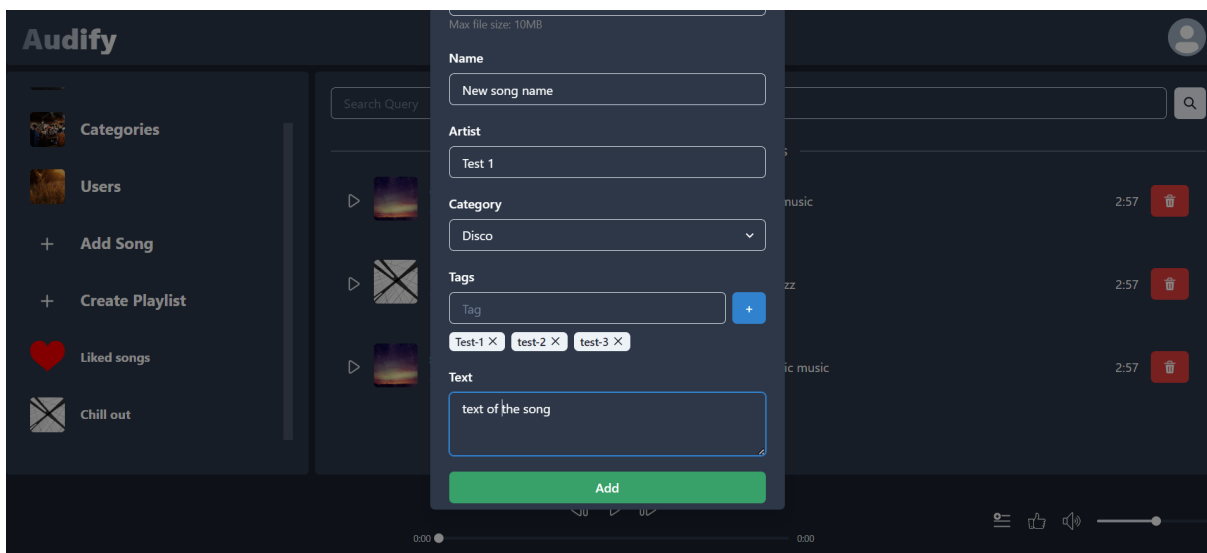 Audify
Categories
Users
+ Add Song
+ Create Playlist
Liked songs
Chill out
Search Query
Max file size: 10MB
Name
New song name
Artist
Test 1
Category
Disco
Tags
Tag
+
Test-1 × test-2 × test-3 ×
Text
text of the song
Add
music
2:57
zz
2:57
ic music
2:57
0:00
0:00